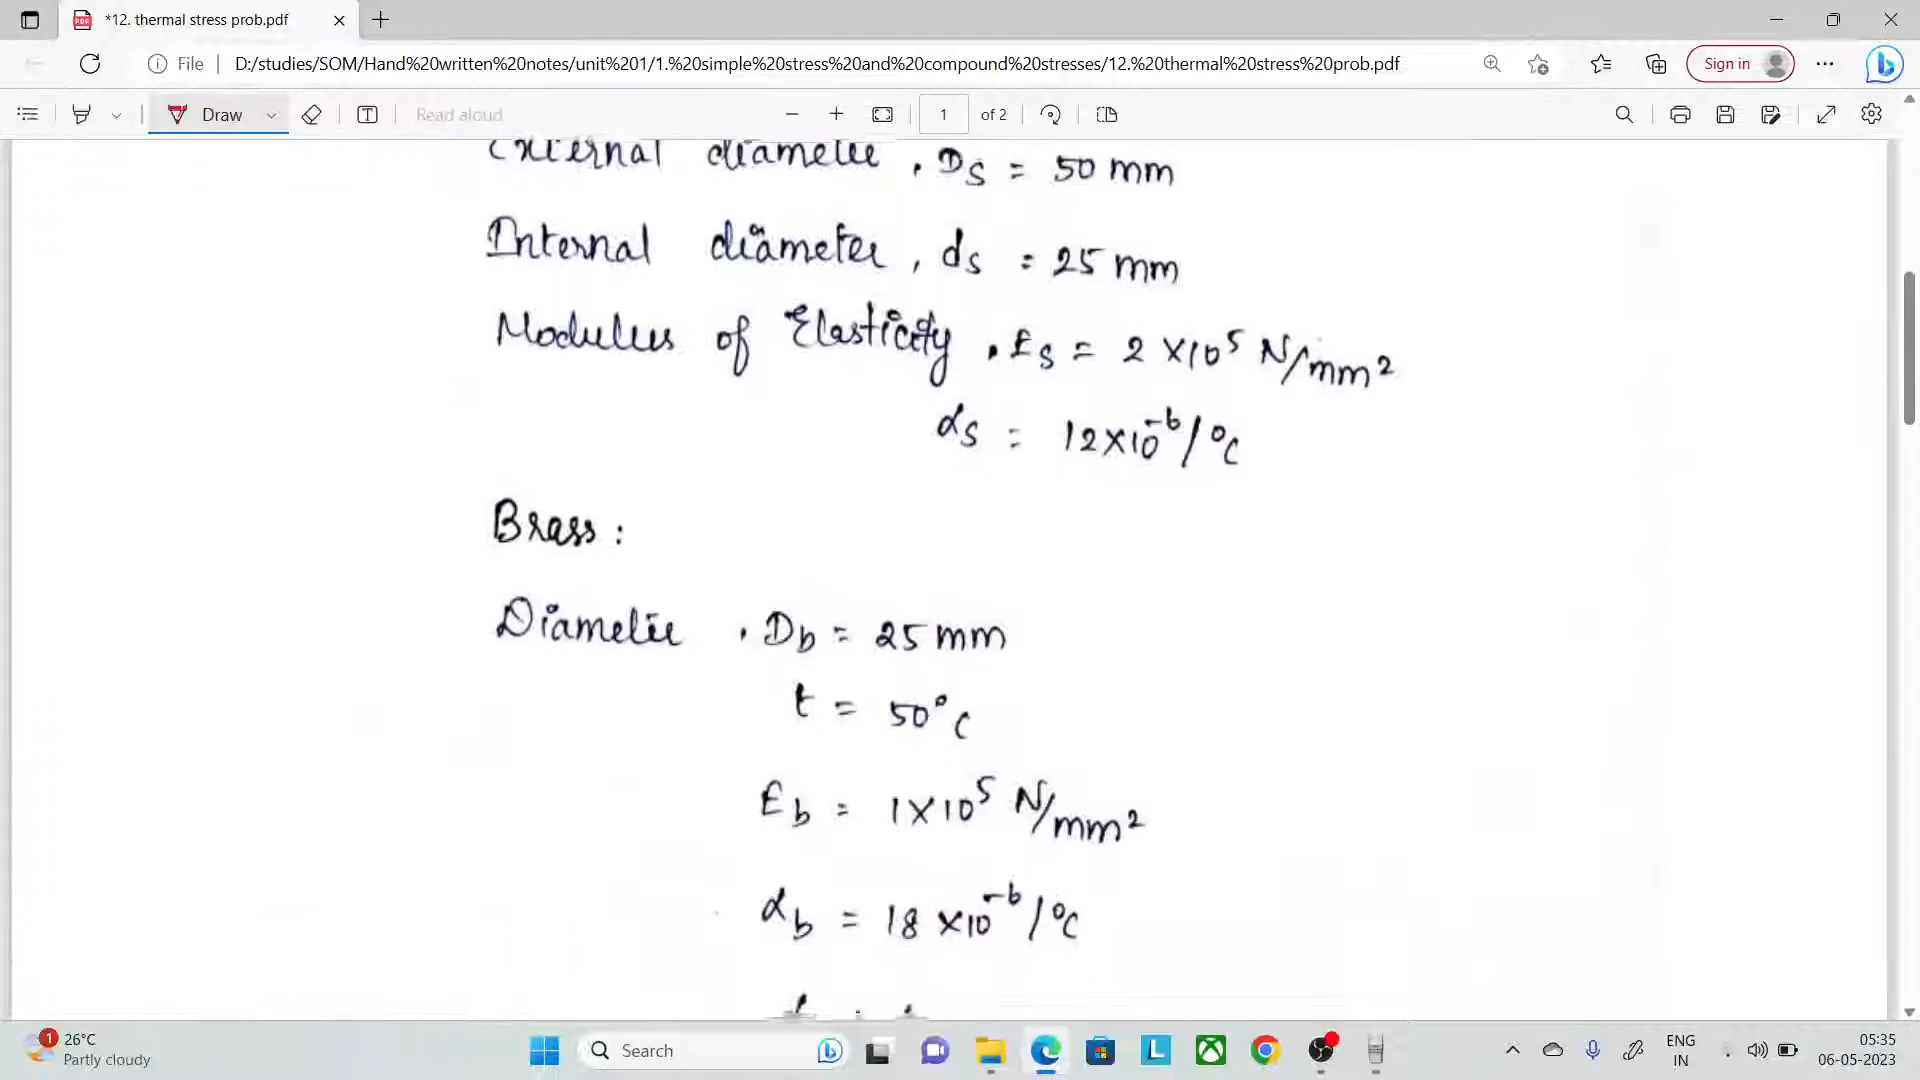 *12. thermal stress prob.pdf
File
D:/studies/SOM/Hand%20written%20notes/unit%201/1.%20simple%20stress%20and%20compound%20stresses/12.%20thermal%20stress%20prob.pdf
Sign in
Draw
Read aloud
1 of 2
External diameter, Ds = 50 mm
Internal diameter, ds = 25 mm
Modulus of Elasticity, Es = 2 × 10⁵ N/mm²
αs = 12×10⁻⁶/°C
Brass:
Diameter, Db = 25 mm
t = 50°C
Eb = 1×10⁵ N/mm²
αb = 18 ×10⁻⁶/°C
1
26°C
Partly cloudy
Search
ENG
IN
05:35
06-05-2023